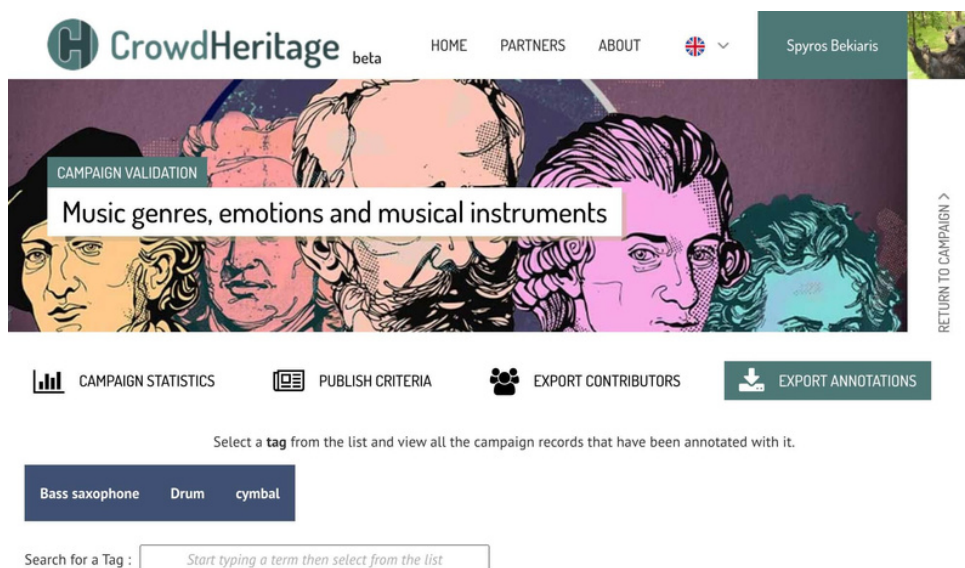 CrowdHeritage beta HOME PARTNERS ABOUT Spyros Bekiaris
CAMPAIGN VALIDATION
Music genres, emotions and musical instruments
RETURN TO CAMPAIGN >
CAMPAIGN STATISTICS PUBLISH CRITERIA EXPORT CONTRIBUTORS EXPORT ANNOTATIONS
Select a tag from the list and view all the campaign records that have been annotated with it.
Bass saxophone Drum cymbal
Search for a Tag : Start typing a term then select from the list